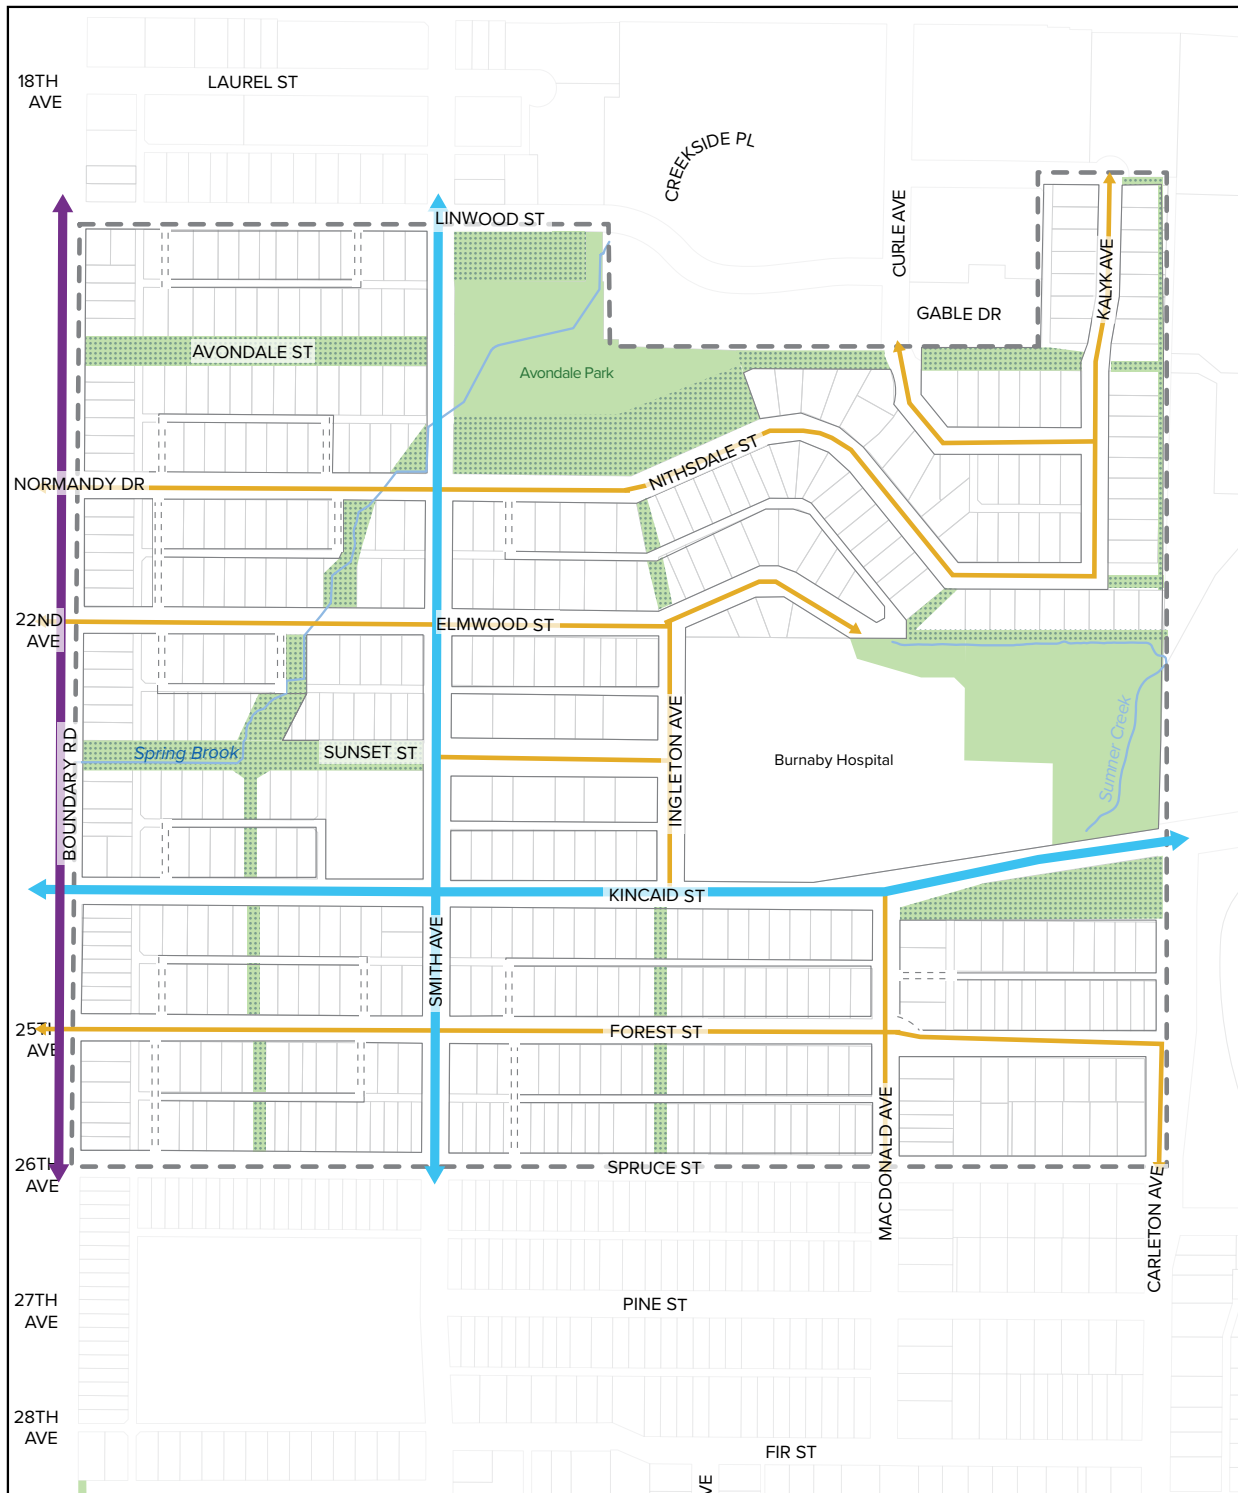 18TH
AVE
LAUREL ST
CREEKSIDE PL
LINWOOD ST
CURLE AVE
KALYK AVE
GABLE DR
AVONDALE ST
Avondale Park
NITHSDALE ST
NORMANDY DR
22ND
AVE
ELMWOOD ST
INGLETON AVE
Spring Brook
SUNSET ST
Burnaby Hospital
Sumner Creek
BOUNDARY RD
KINCAID ST
SMITH AVE
25TH
AVE
FOREST ST
MACDONALD AVE
26TH
AVE
SPRUCE ST
CARLETON AVE
27TH
AVE
PINE ST
28TH
AVE
FIR ST
VE